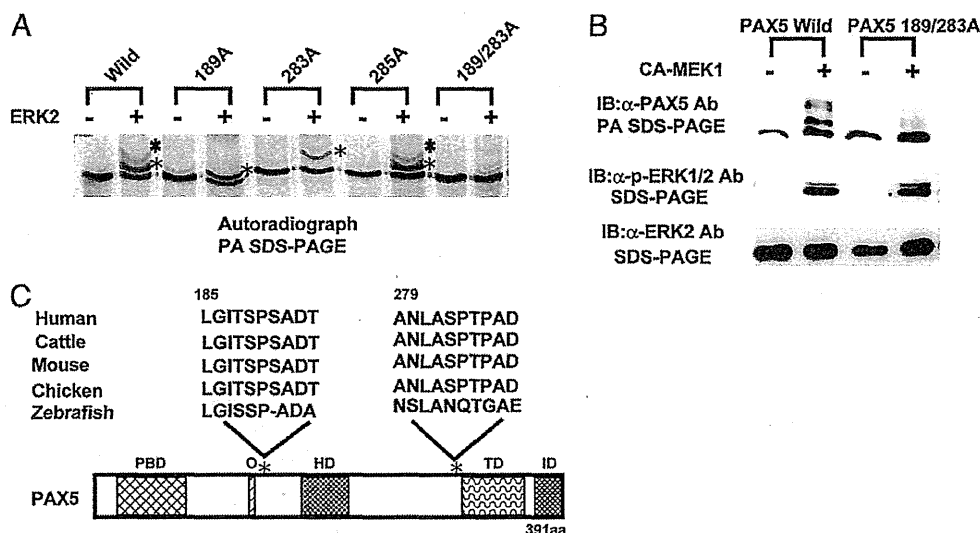 A
Wild 189A 283A 285A 189/283A
ERK2 - + - + - + - + - +
* * * * * *
Autoradiograph
PA SDS-PAGE
B
PAX5 Wild PAX5 189/283A
CA-MEK1 - + - +
IB:α-PAX5 Ab
PA SDS-PAGE
IB:α-p-ERK1/2 Ab
SDS-PAGE
IB:α-ERK2 Ab
SDS-PAGE
C
185 279
Human LGITSPSADT ANLASPTPAD
Cattle LGITSPSADT ANLASPTPAD
Mouse LGITSPSADT ANLASPTPAD
Chicken LGITSPSADT ANLASPTPAD
Zebrafish LGISSP-ADA NSLANQTGAE
PBD O * HD * TD ID
PAX5
391aa